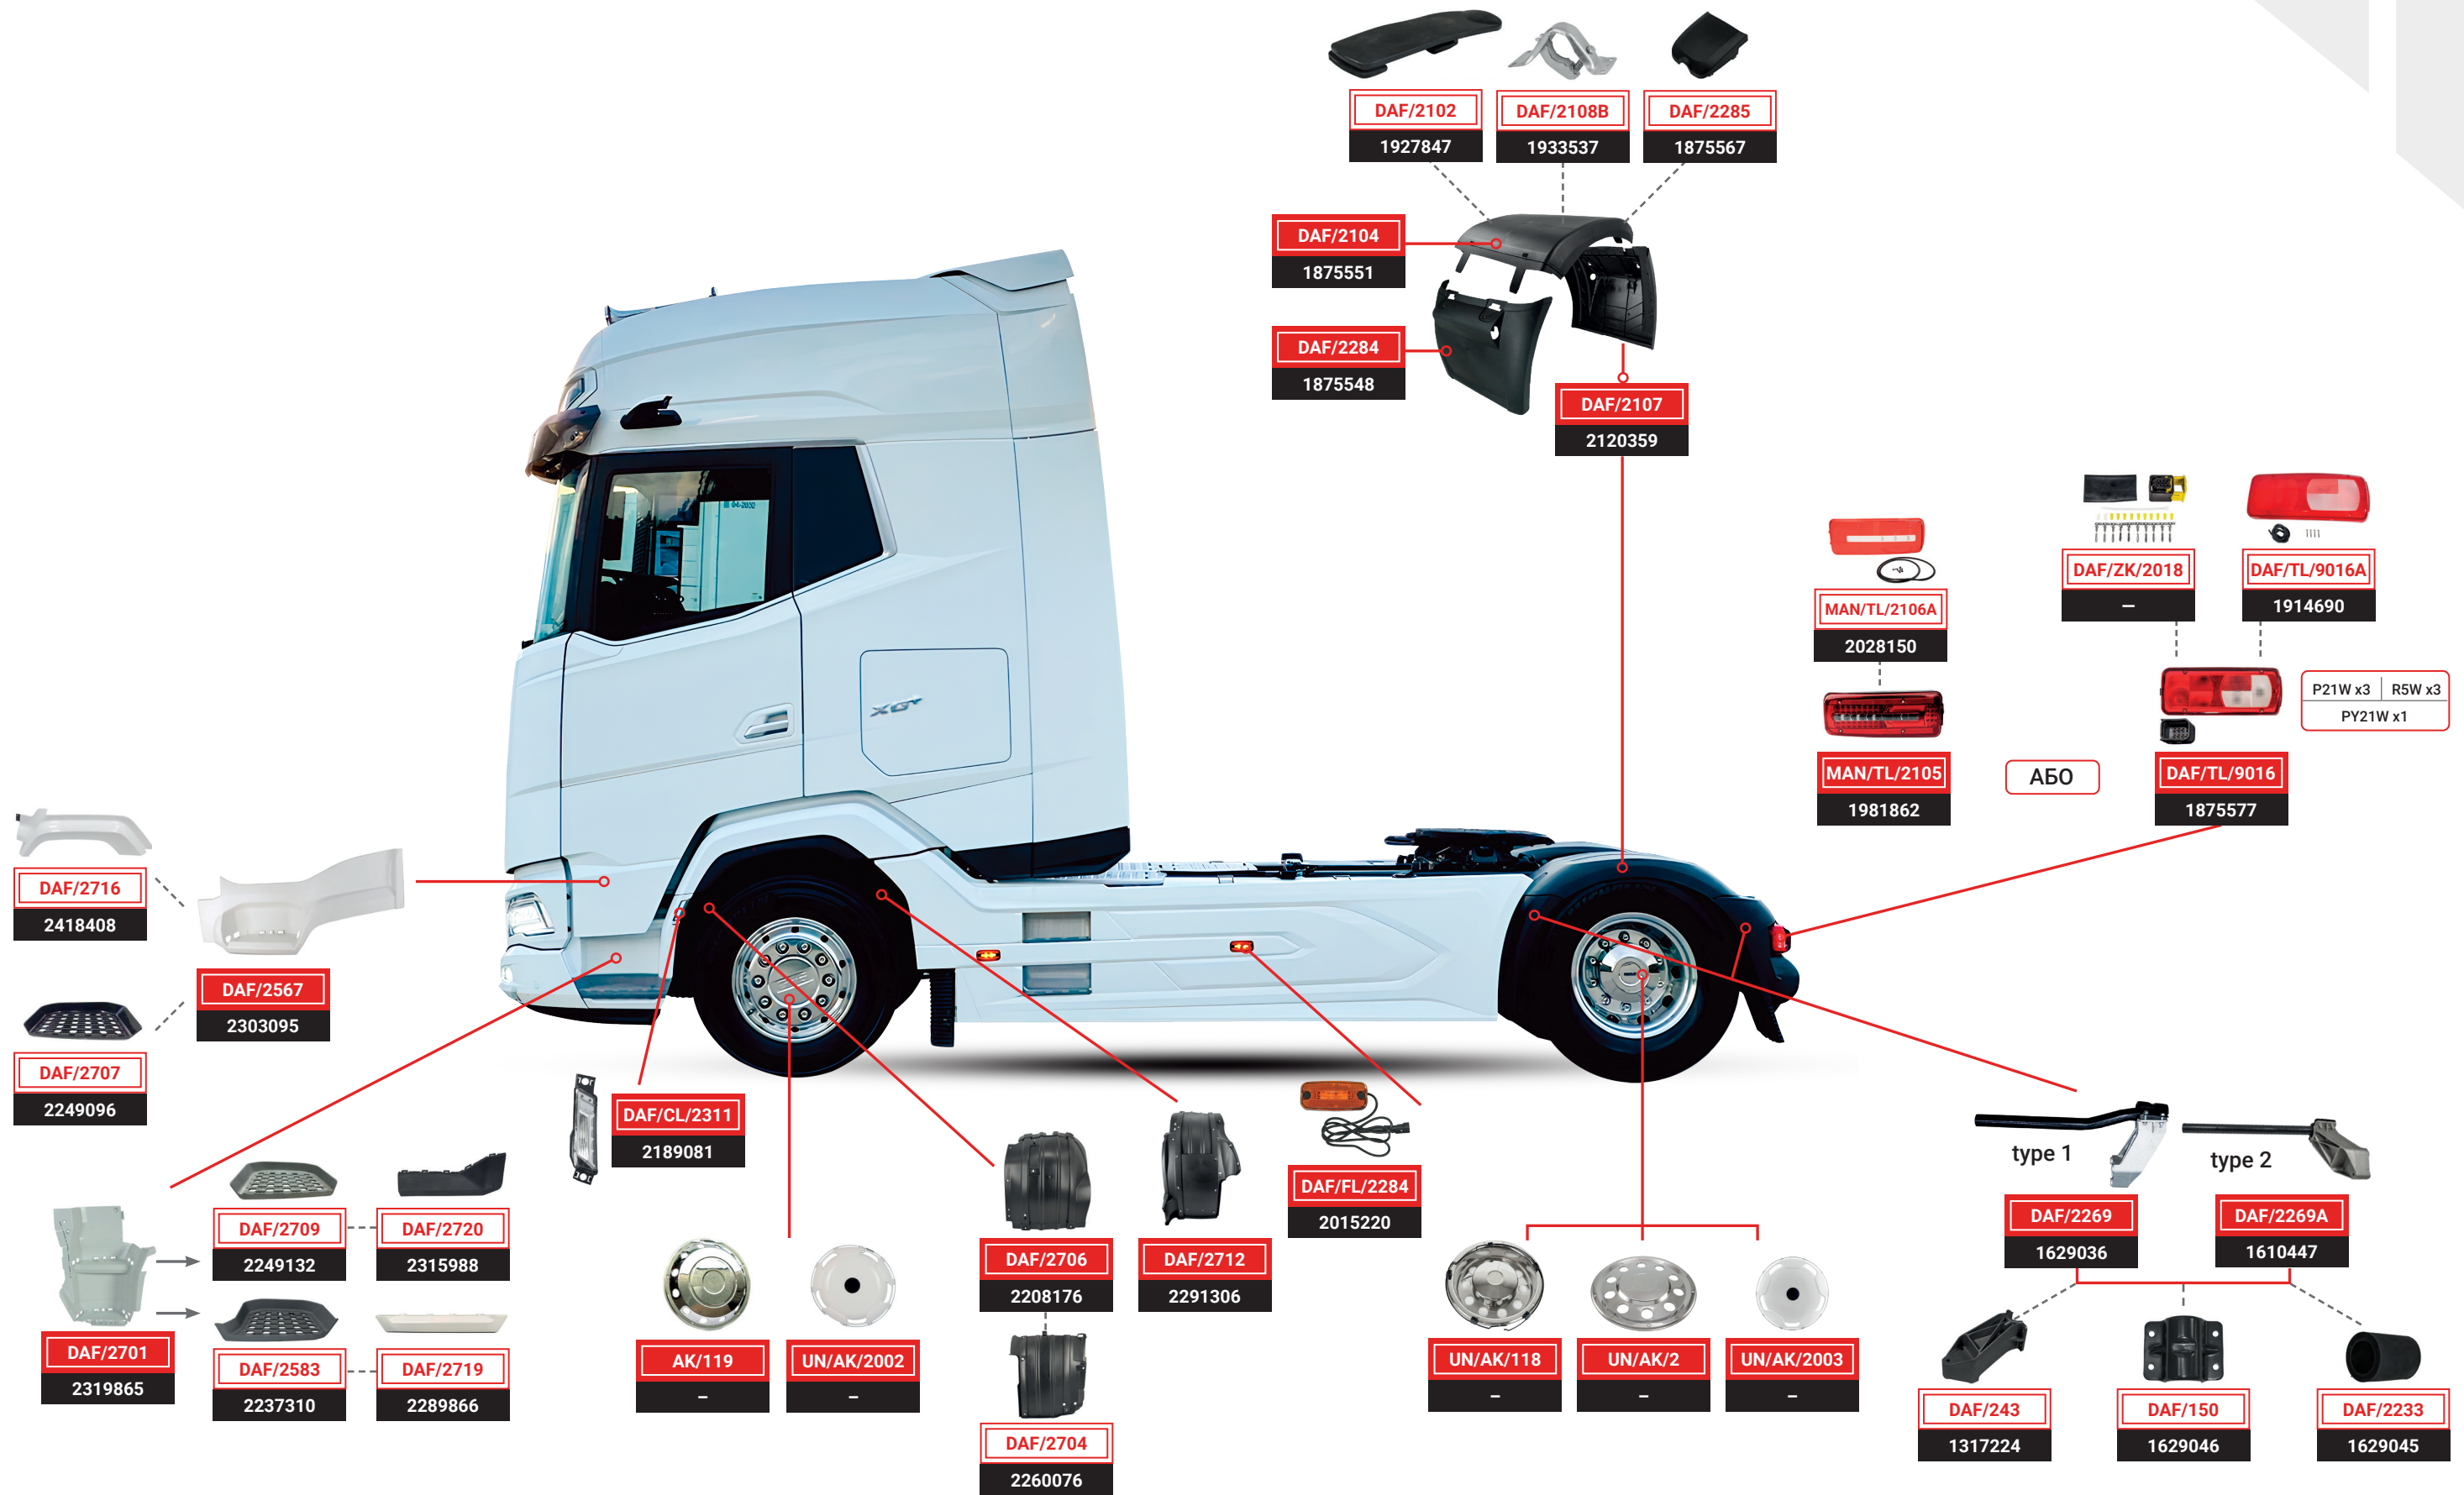 DAF/2102
1927847
DAF/2108B
1933537
DAF/2285
1875567
DAF/2104
1875551
DAF/2284
1875548
DAF/2107
2120359
MAN/TL/2106A
2028150
MAN/TL/2105
1981862
АБО
DAF/ZK/2018
–
DAF/TL/9016A
1914690
P21W x3 R5W x3
PY21W x1
DAF/TL/9016
1875577
XG+
DAF/2716
2418408
DAF/2567
2303095
DAF/2707
2249096
DAF/2701
2319865
DAF/2709
2249132
DAF/2720
2315988
DAF/2583
2237310
DAF/2719
2289866
DAF/CL/2311
2189081
AK/119
–
UN/AK/2002
–
DAF/2706
2208176
DAF/2704
2260076
DAF/2712
2291306
DAF/FL/2284
2015220
UN/AK/118
–
UN/AK/2
–
UN/AK/2003
–
type 1
DAF/2269
1629036
type 2
DAF/2269A
1610447
DAF/243
1317224
DAF/150
1629046
DAF/2233
1629045